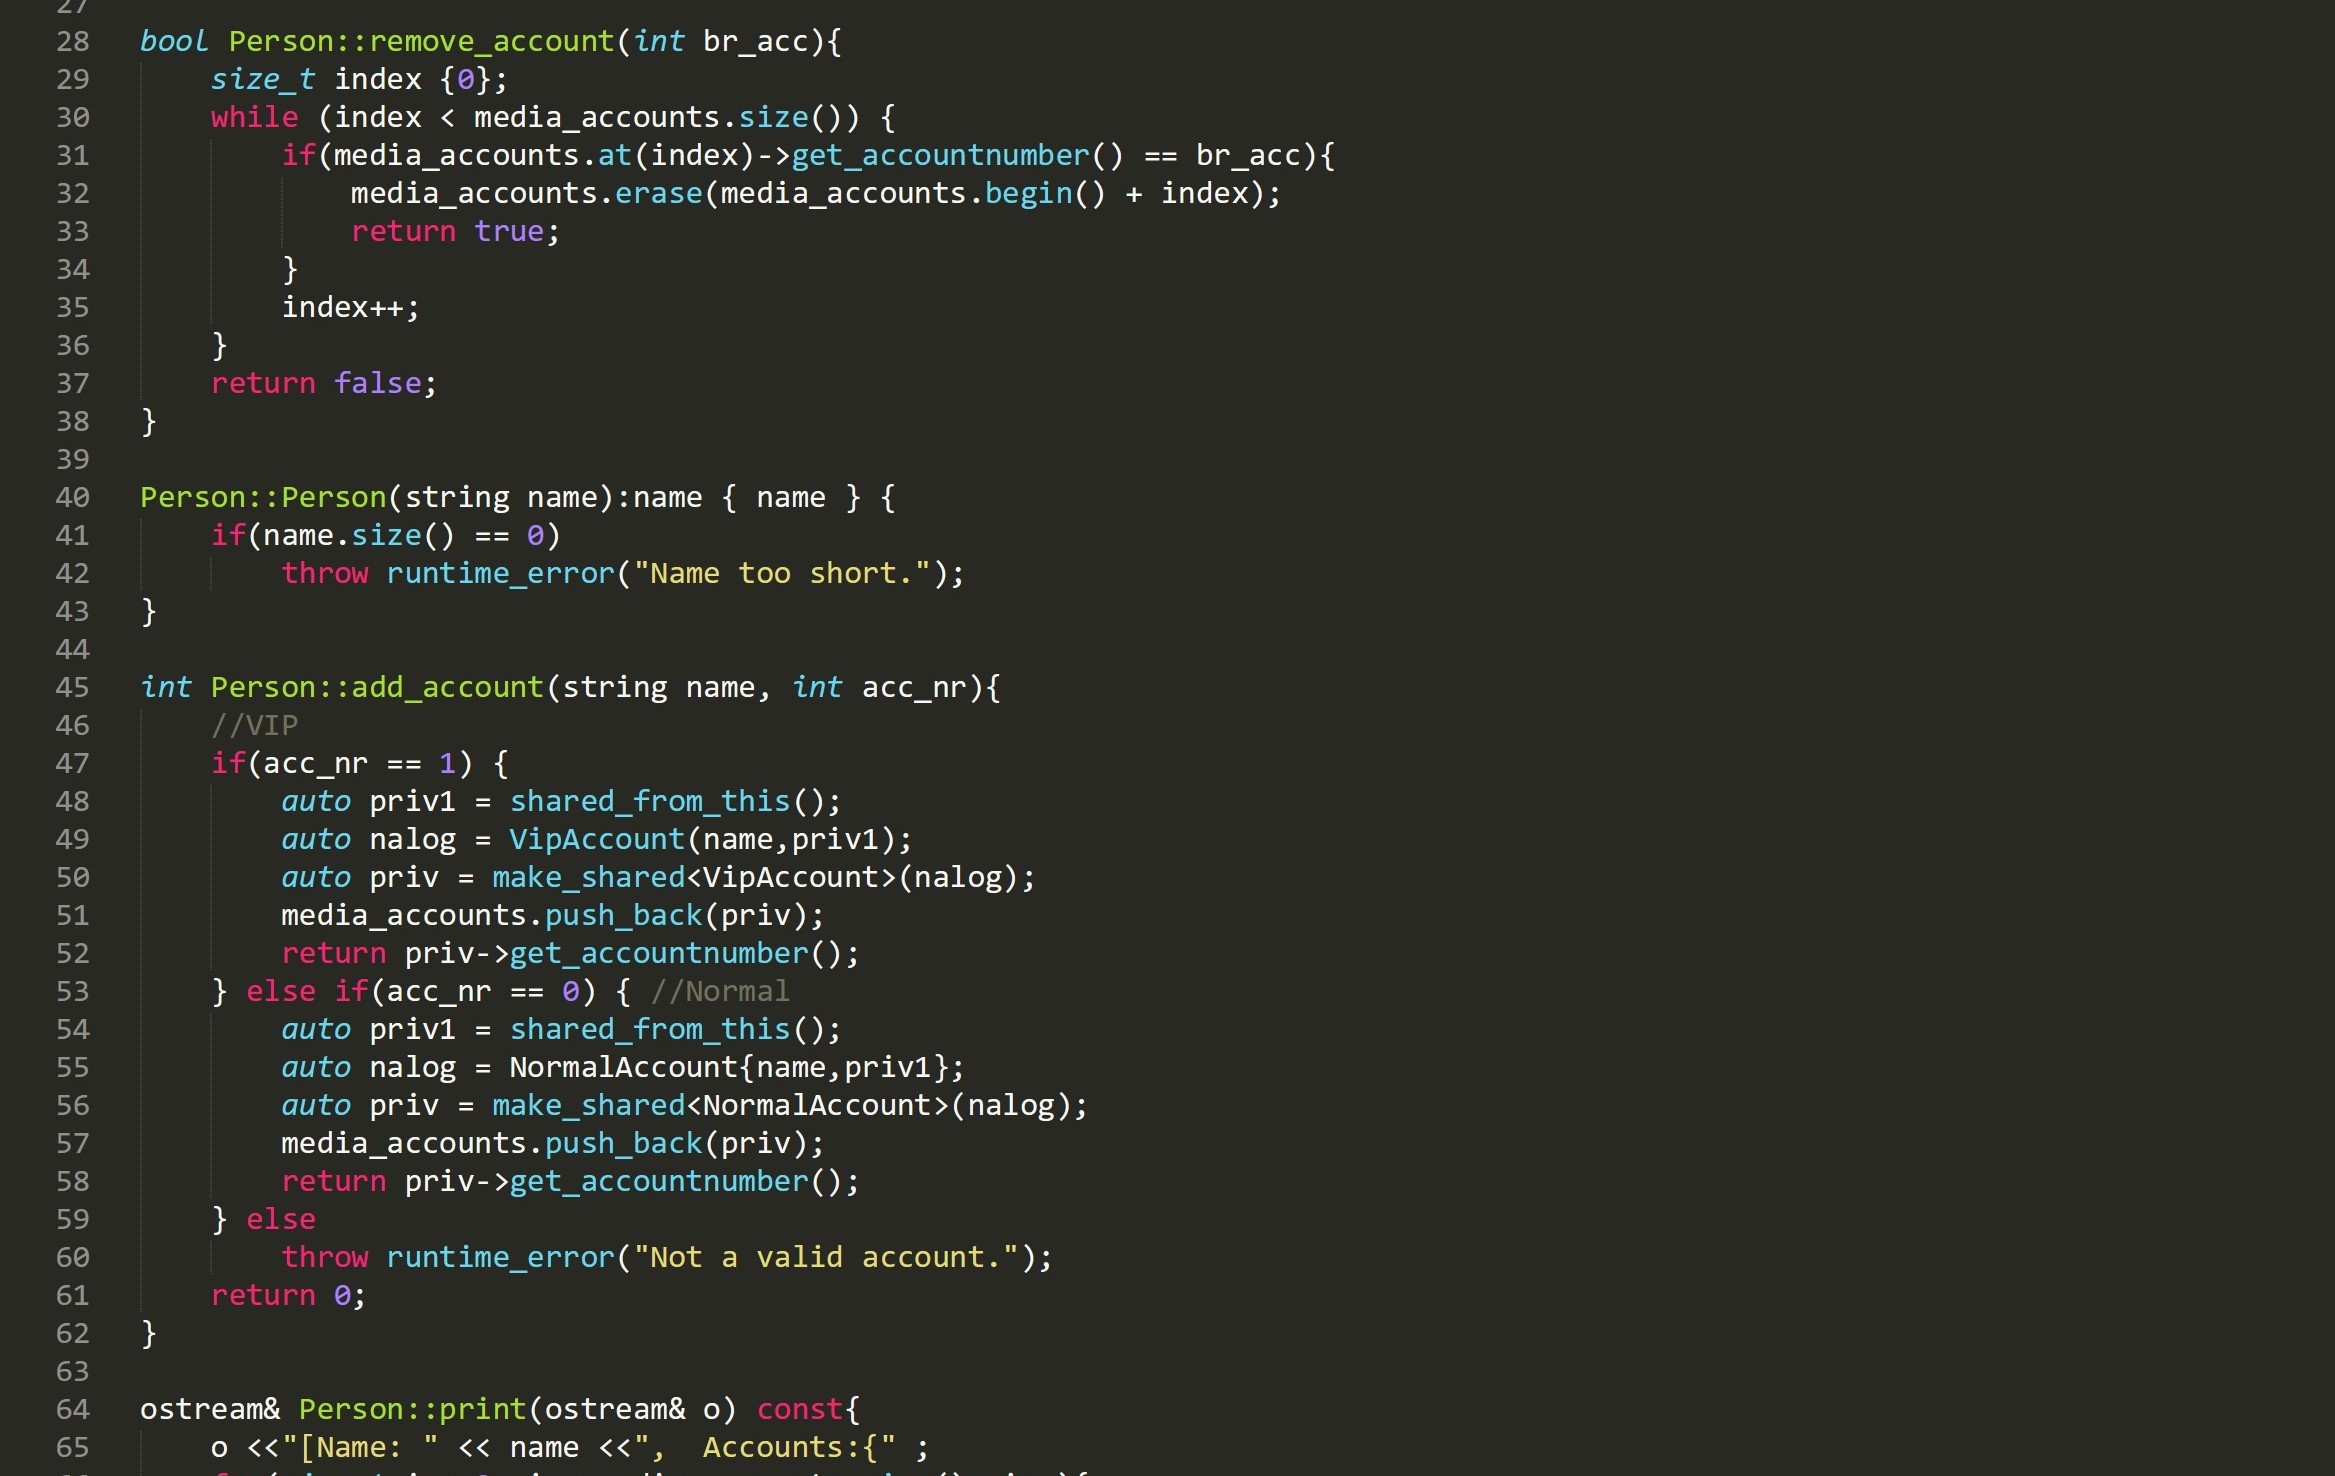 27
28 bool Person::remove_account(int br_acc){
29 size_t index {0};
30 while (index < media_accounts.size()) {
31 if(media_accounts.at(index)->get_accountnumber() == br_acc){
32 media_accounts.erase(media_accounts.begin() + index);
33 return true;
34 }
35 index++;
36 }
37 return false;
38 }
39
40 Person::Person(string name):name { name } {
41 if(name.size() == 0)
42 throw runtime_error("Name too short.");
43 }
44
45 int Person::add_account(string name, int acc_nr){
46 //VIP
47 if(acc_nr == 1) {
48 auto priv1 = shared_from_this();
49 auto nalog = VipAccount(name,priv1);
50 auto priv = make_shared<VipAccount>(nalog);
51 media_accounts.push_back(priv);
52 return priv->get_accountnumber();
53 } else if(acc_nr == 0) { //Normal
54 auto priv1 = shared_from_this();
55 auto nalog = NormalAccount{name,priv1};
56 auto priv = make_shared<NormalAccount>(nalog);
57 media_accounts.push_back(priv);
58 return priv->get_accountnumber();
59 } else
60 throw runtime_error("Not a valid account.");
61 return 0;
62 }
63
64 ostream& Person::print(ostream& o) const{
65 o <<"[Name: " << name <<",  Accounts:{" ;